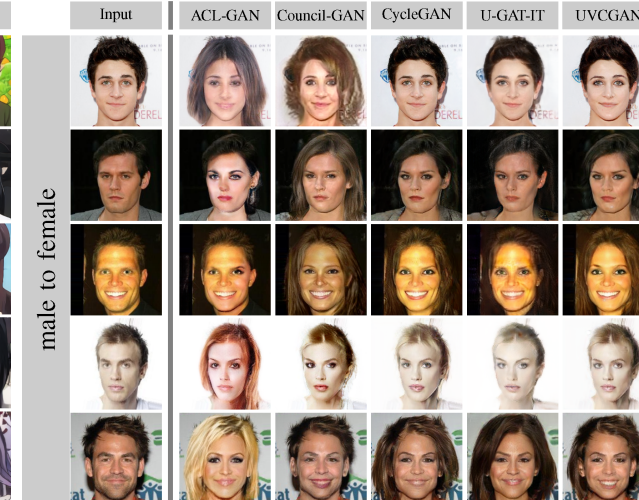 Input
ACL-GAN
Council-GAN
CycleGAN
U-GAT-IT
UVCGAN
male to female